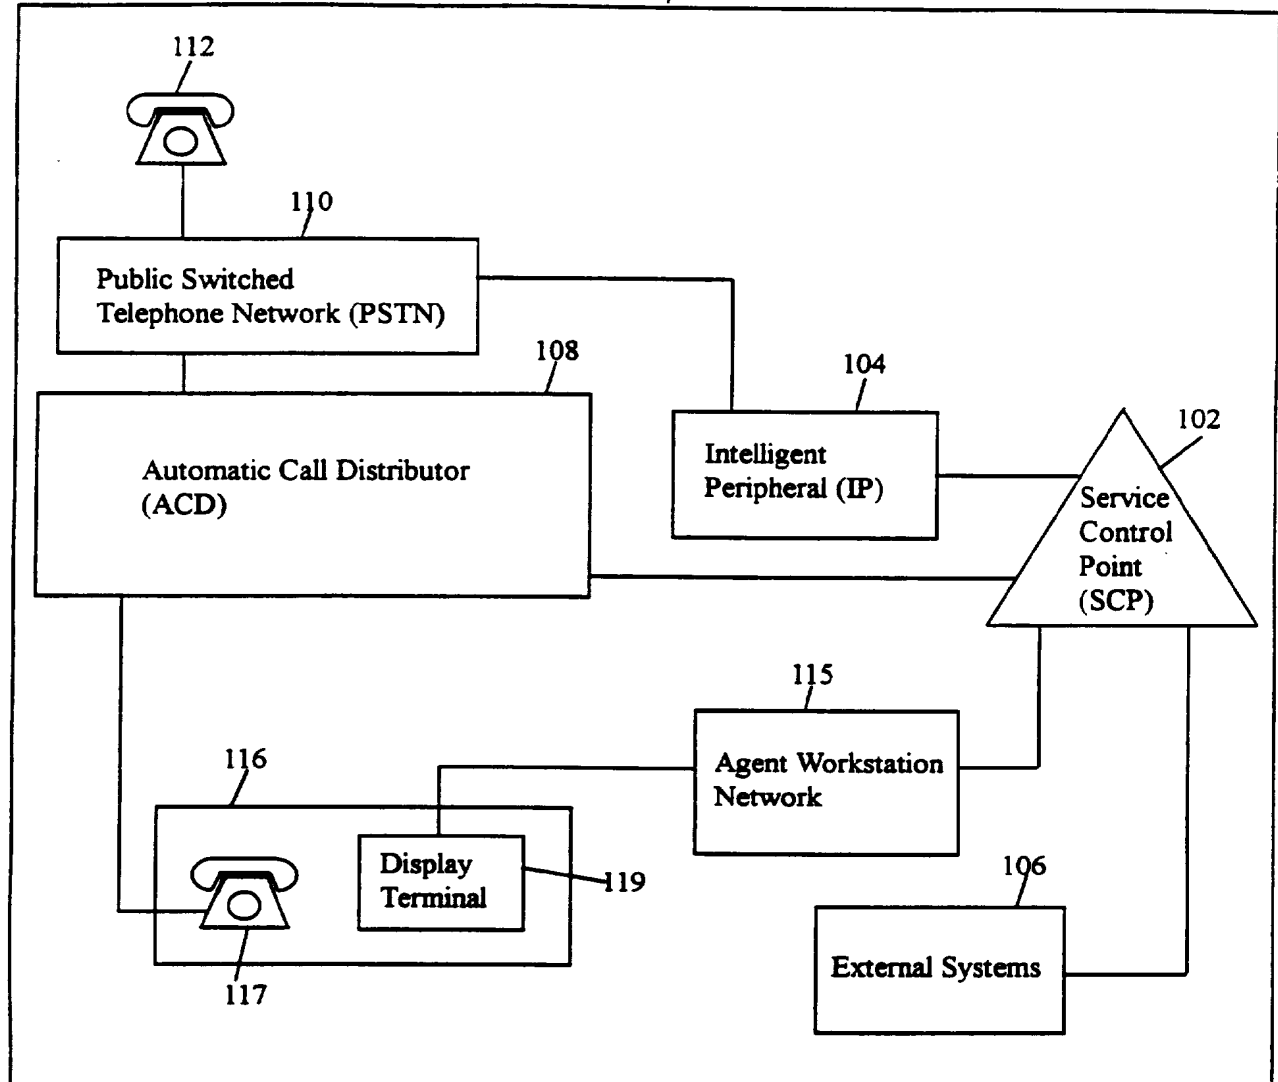 112
110
Public Switched
Telephone Network (PSTN)
108
104
102
Automatic Call Distributor
(ACD)
Intelligent
Peripheral (IP)
Service
Control
Point
(SCP)
115
116
Agent Workstation
Network
Display
Terminal
119
106
117
External Systems